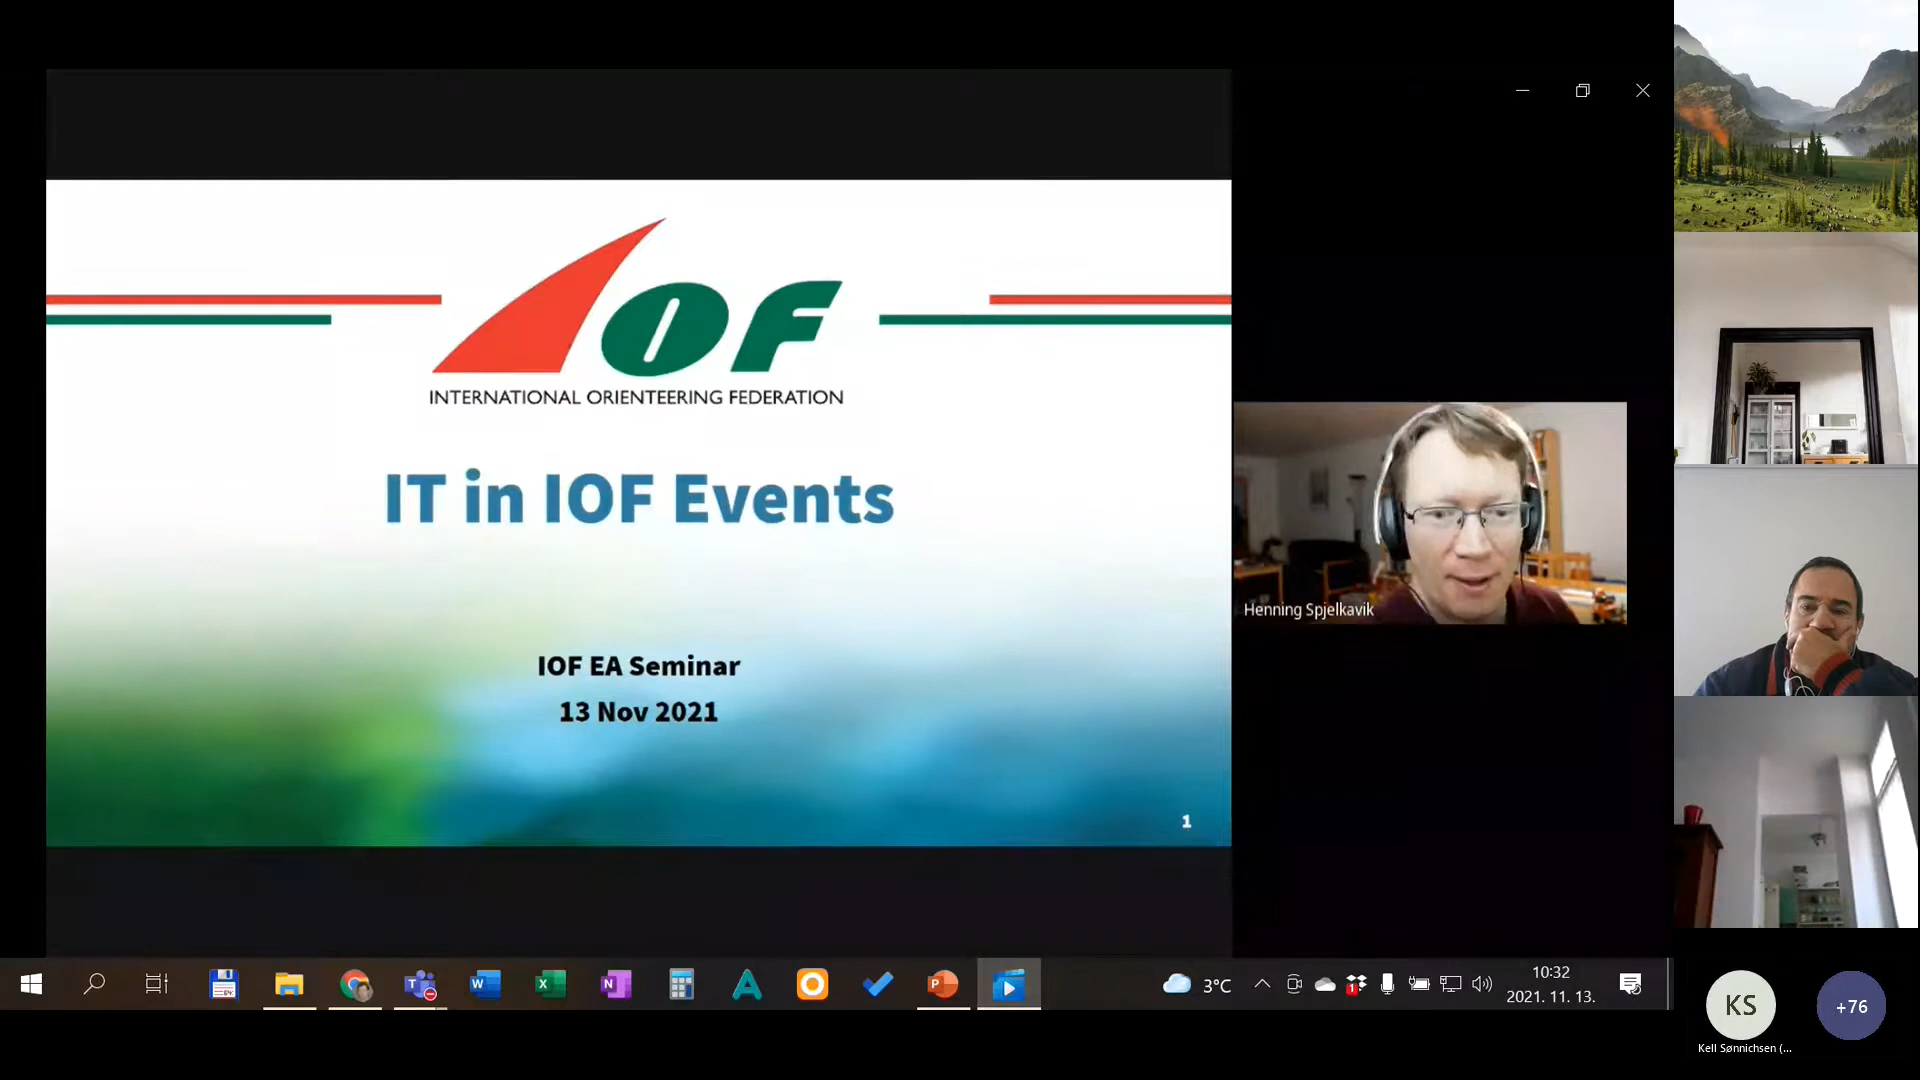 IOF
INTERNATIONAL ORIENTEERING FEDERATION
IT in IOF Events
IOF EA Seminar
13 Nov 2021
1
Henning Spjelkavik
3°C
10:32
2021. 11. 13.
KS
+76
Kell Sønnichsen (...